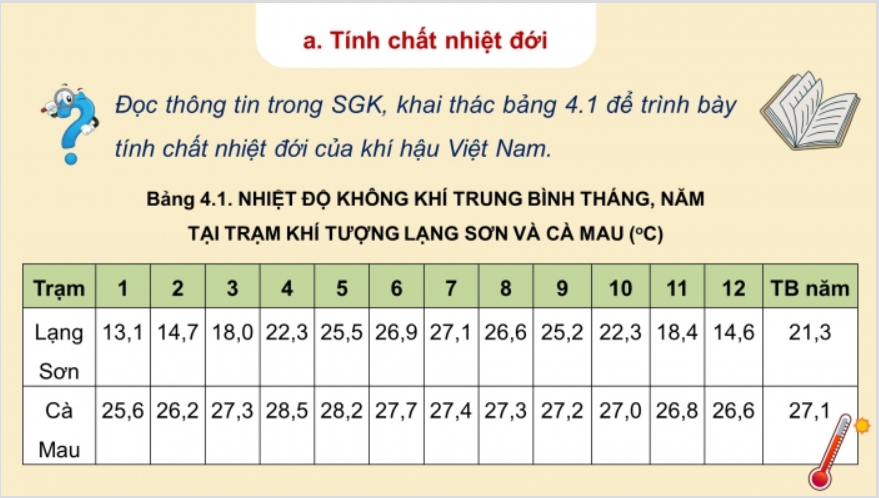 a. Tính chất nhiệt đới
Đọc thông tin trong SGK, khai thác bảng 4.1 để trình bày
tính chất nhiệt đới của khí hậu Việt Nam.
Bảng 4.1. NHIỆT ĐỘ KHÔNG KHÍ TRUNG BÌNH THÁNG, NĂM
TẠI TRẠM KHÍ TƯỢNG LẠNG SƠN VÀ CÀ MAU (ºC)
Trạm 1 2 3 4 5 6 7 8 9 10 11 12 TB năm
Lạng 13,1 14,7 18,0 22,3 25,5 26,9 27,1 26,6 25,2 22,3 18,4 14,6 21,3
Sơn
Cà 25,6 26,2 27,3 28,5 28,2 27,7 27,4 27,3 27,2 27,0 26,8 26,6 27,1
Mau